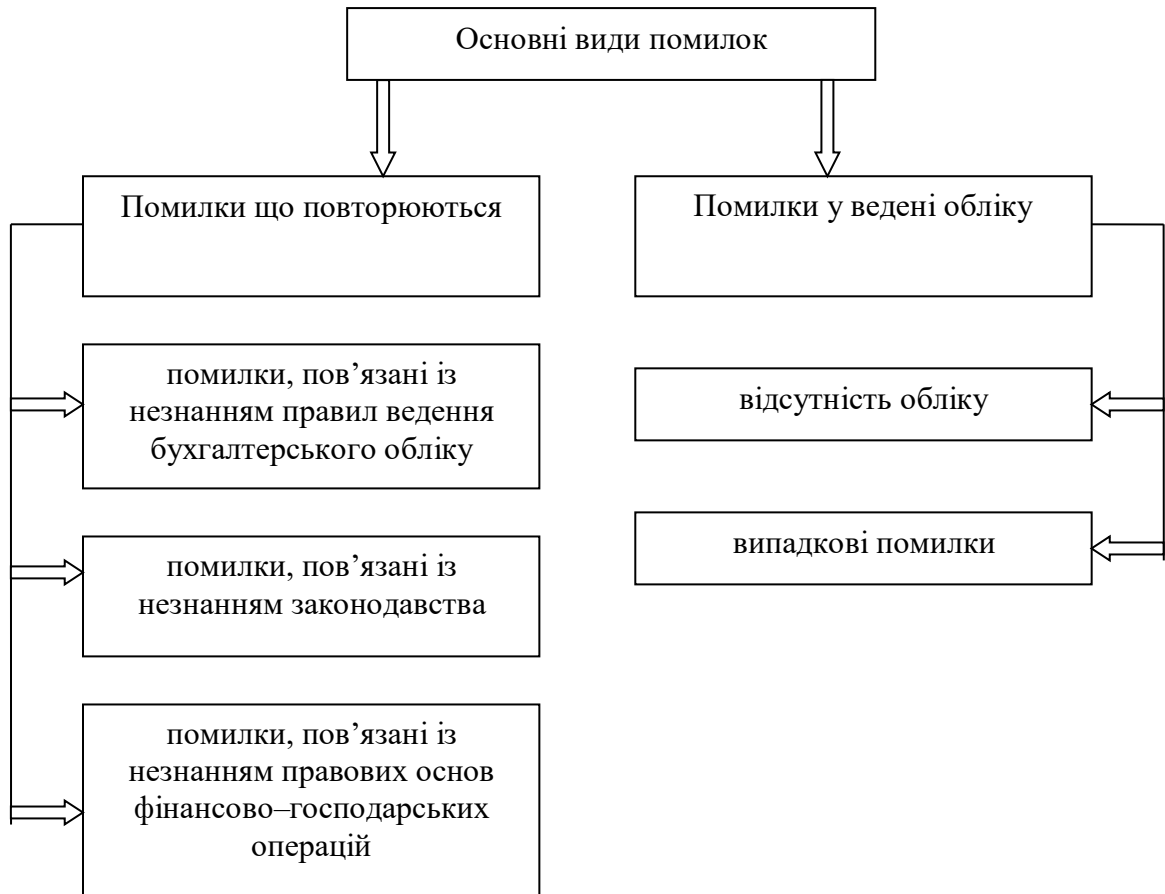 Основні види помилок
Помилки що повторюються
помилки, пов’язані із
незнанням правил ведення
бухгалтерського обліку
помилки, пов’язані із
незнанням законодавства
помилки, пов’язані із
незнанням правових основ
фінансово–господарських
операцій
Помилки у ведені обліку
відсутність обліку
випадкові помилки